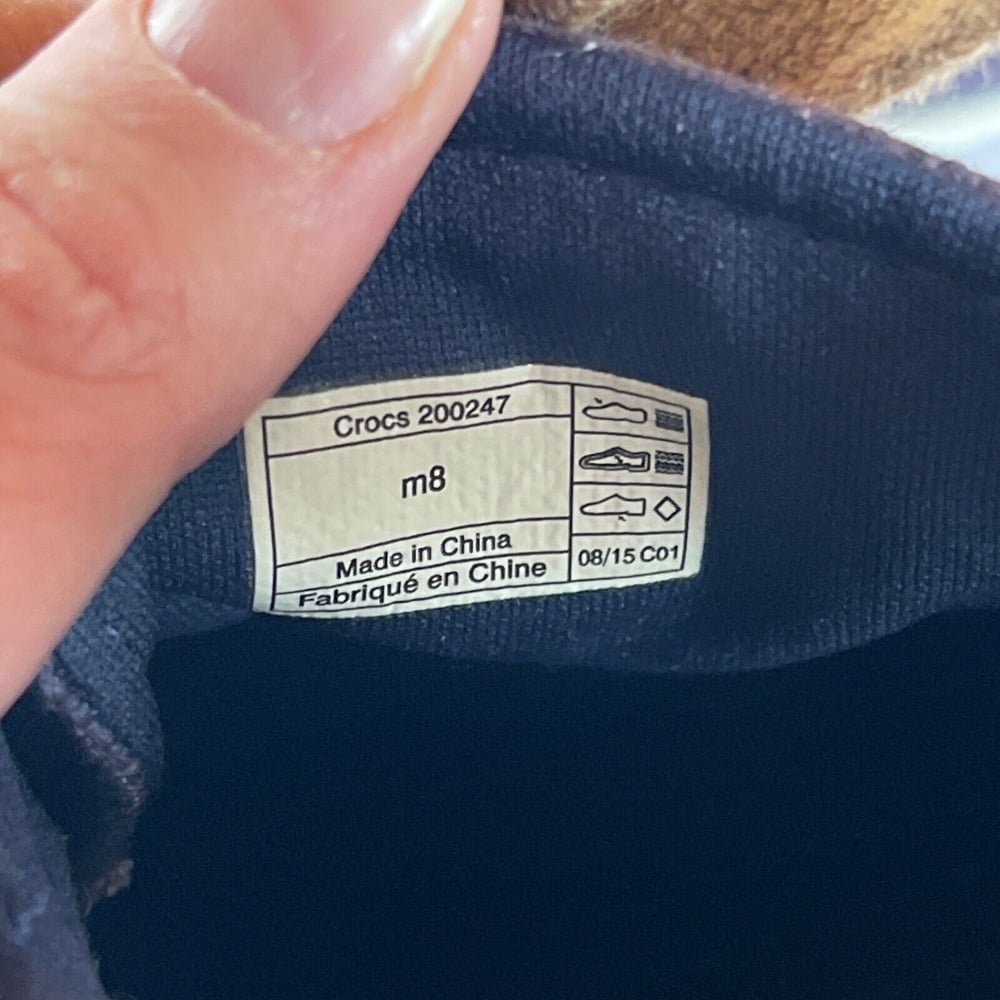 Crocs 200247
m8
Made in China
Fabriqué en Chine
08/15 C01